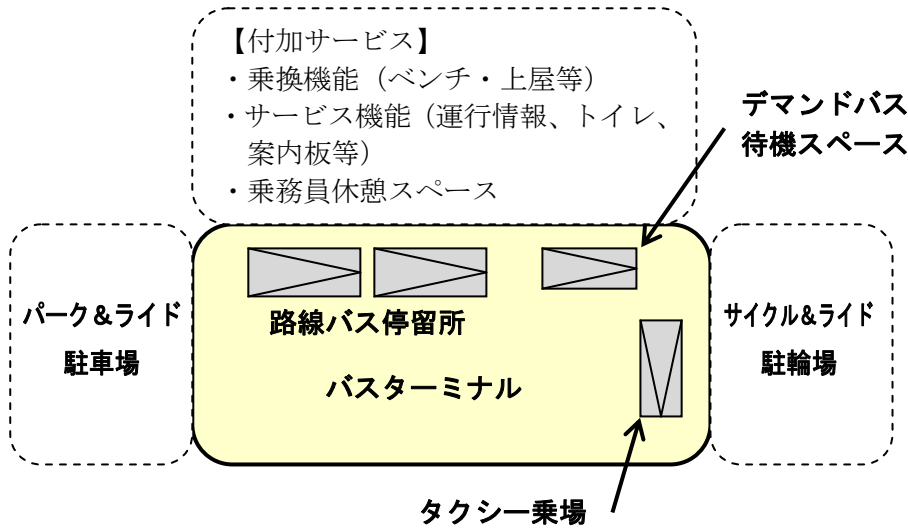 【付加サービス】
・乗換機能（ベンチ・上屋等）
・サービス機能（運行情報、トイレ、
案内板等）
・乗務員休憩スペース
デマンドバス
待機スペース
パーク&ライド
駐車場
路線バス停留所
バスターミナル
サイクル&ライド
駐輪場
タクシー乗場